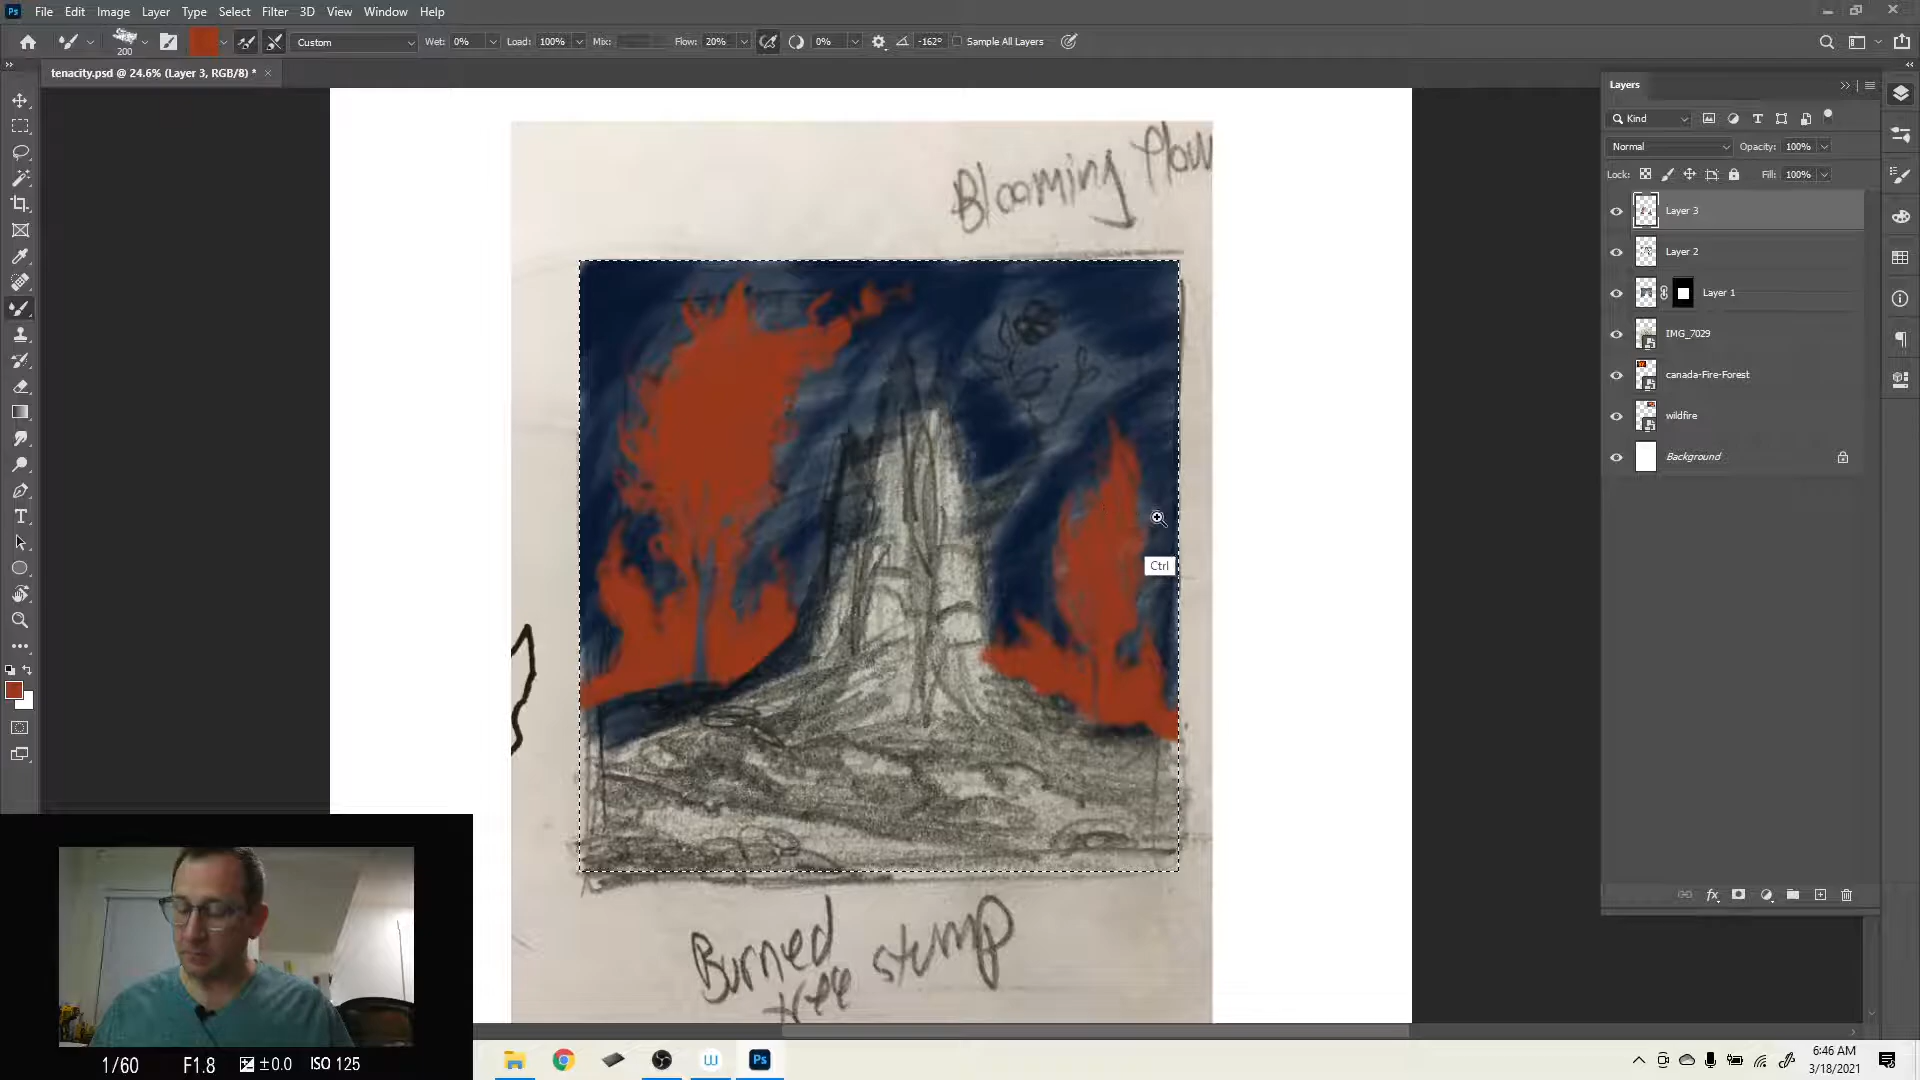 Ps File Edit Image Layer Type Select Filter 3D View Window Help
200 Custom Wet: 0% Load: 100% Mix: Flow: 20% 0% -162° Sample All Layers
tenacity.psd @ 24.6% (Layer 3, RGB/8) * ×
Layers
Kind
Normal Opacity: 100%
Lock: Fill: 100%
Layer 3
Layer 2
Layer 1
IMG_7029
canada-Fire-Forest
wildfire
Background
Blooming
Ctrl
Burned
tree stump
1/60 F1.8 ±0.0 ISO 125
Ps
6:46 AM
3/18/2021